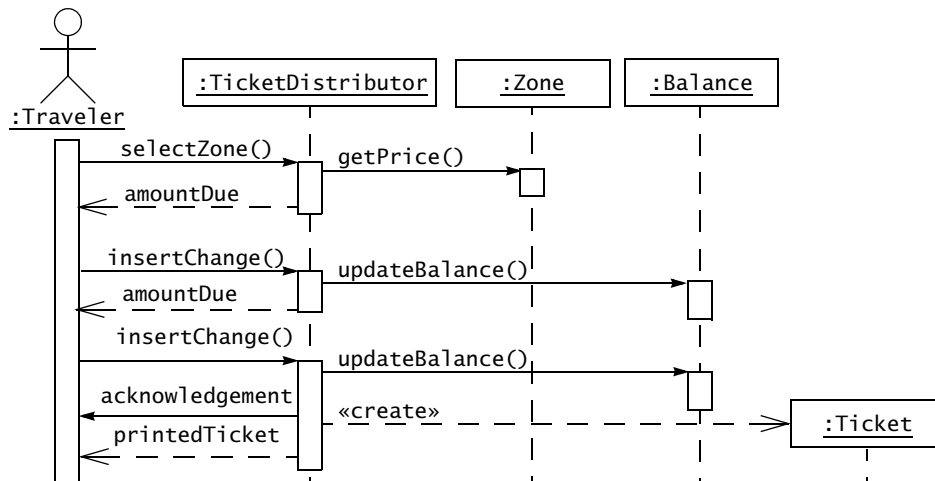 :Traveler
:TicketDistributor
:Zone
:Balance
selectZone()
getPrice()
amountDue
insertChange()
updateBalance()
amountDue
insertChange()
updateBalance()
acknowledgement
«create»
:Ticket
printedTicket